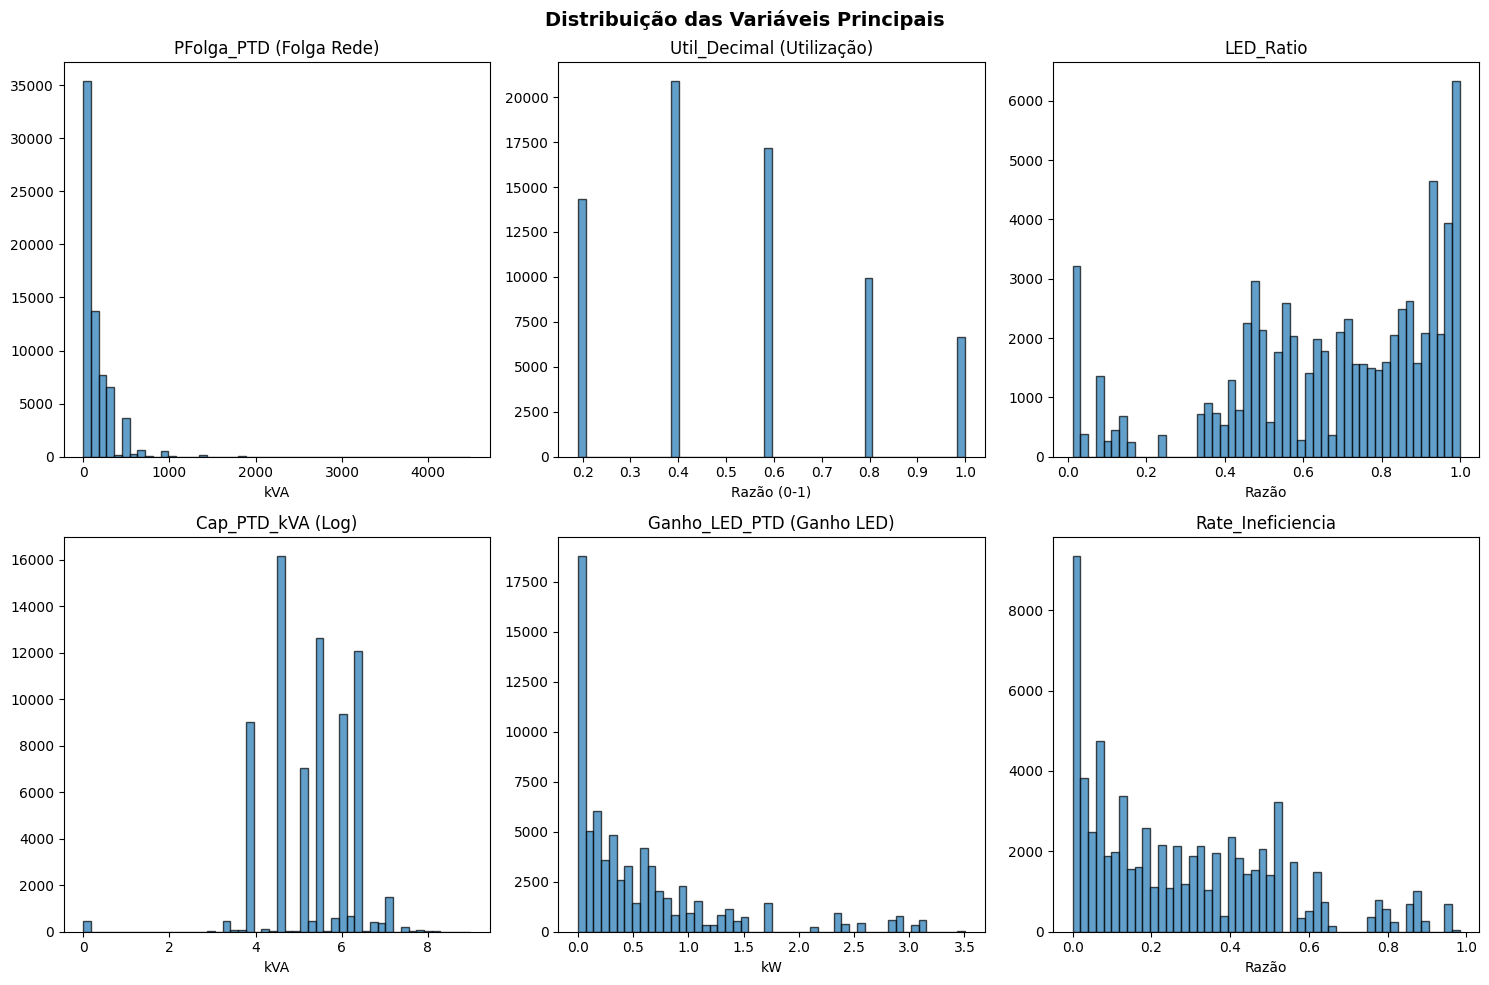 Distribuição das Variáveis Principais
PFolga_PTD (Folga Rede)
35000
30000
25000
20000
15000
10000
5000
0
0 1000 2000 3000 4000
kVA
Util_Decimal (Utilização)
20000
17500
15000
12500
10000
7500
5000
2500
0
0.2 0.3 0.4 0.5 0.6 0.7 0.8 0.9 1.0
Razão (0-1)
LED_Ratio
6000
5000
4000
3000
2000
1000
0
0.0 0.2 0.4 0.6 0.8 1.0
Razão
Cap_PTD_kVA (Log)
16000
14000
12000
10000
8000
6000
4000
2000
0
0 2 4 6 8
kVA
Ganho_LED_PTD (Ganho LED)
17500
15000
12500
10000
7500
5000
2500
0
0.0 0.5 1.0 1.5 2.0 2.5 3.0 3.5
kW
Rate_Ineficiencia
8000
6000
4000
2000
0
0.0 0.2 0.4 0.6 0.8 1.0
Razão